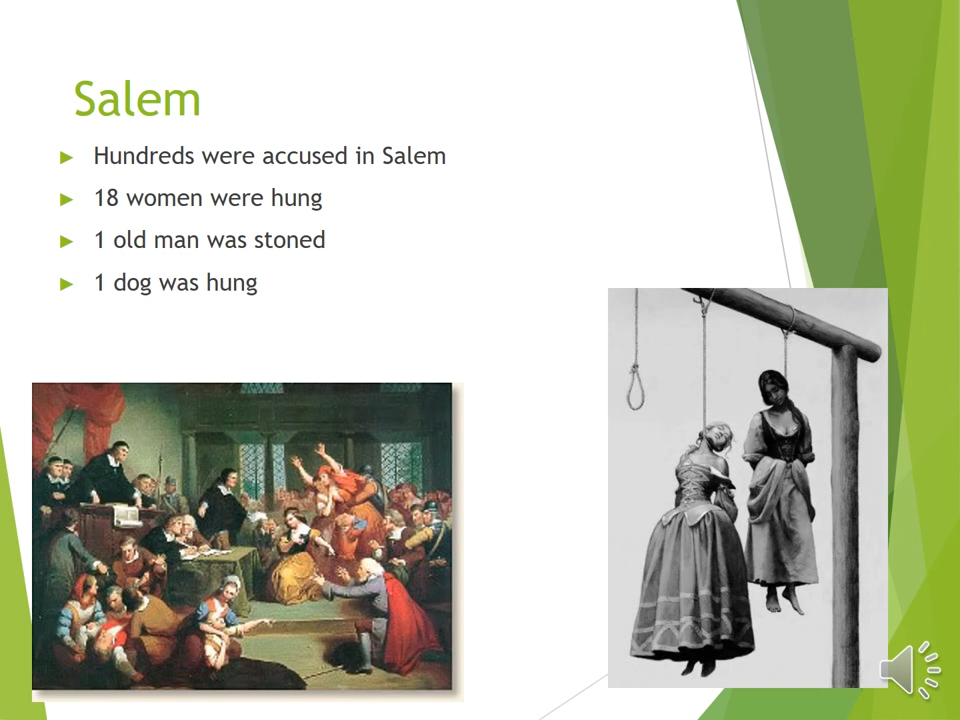 Salem
Hundreds were accused in Salem
18 women were hung
1 old man was stoned
1 dog was hung